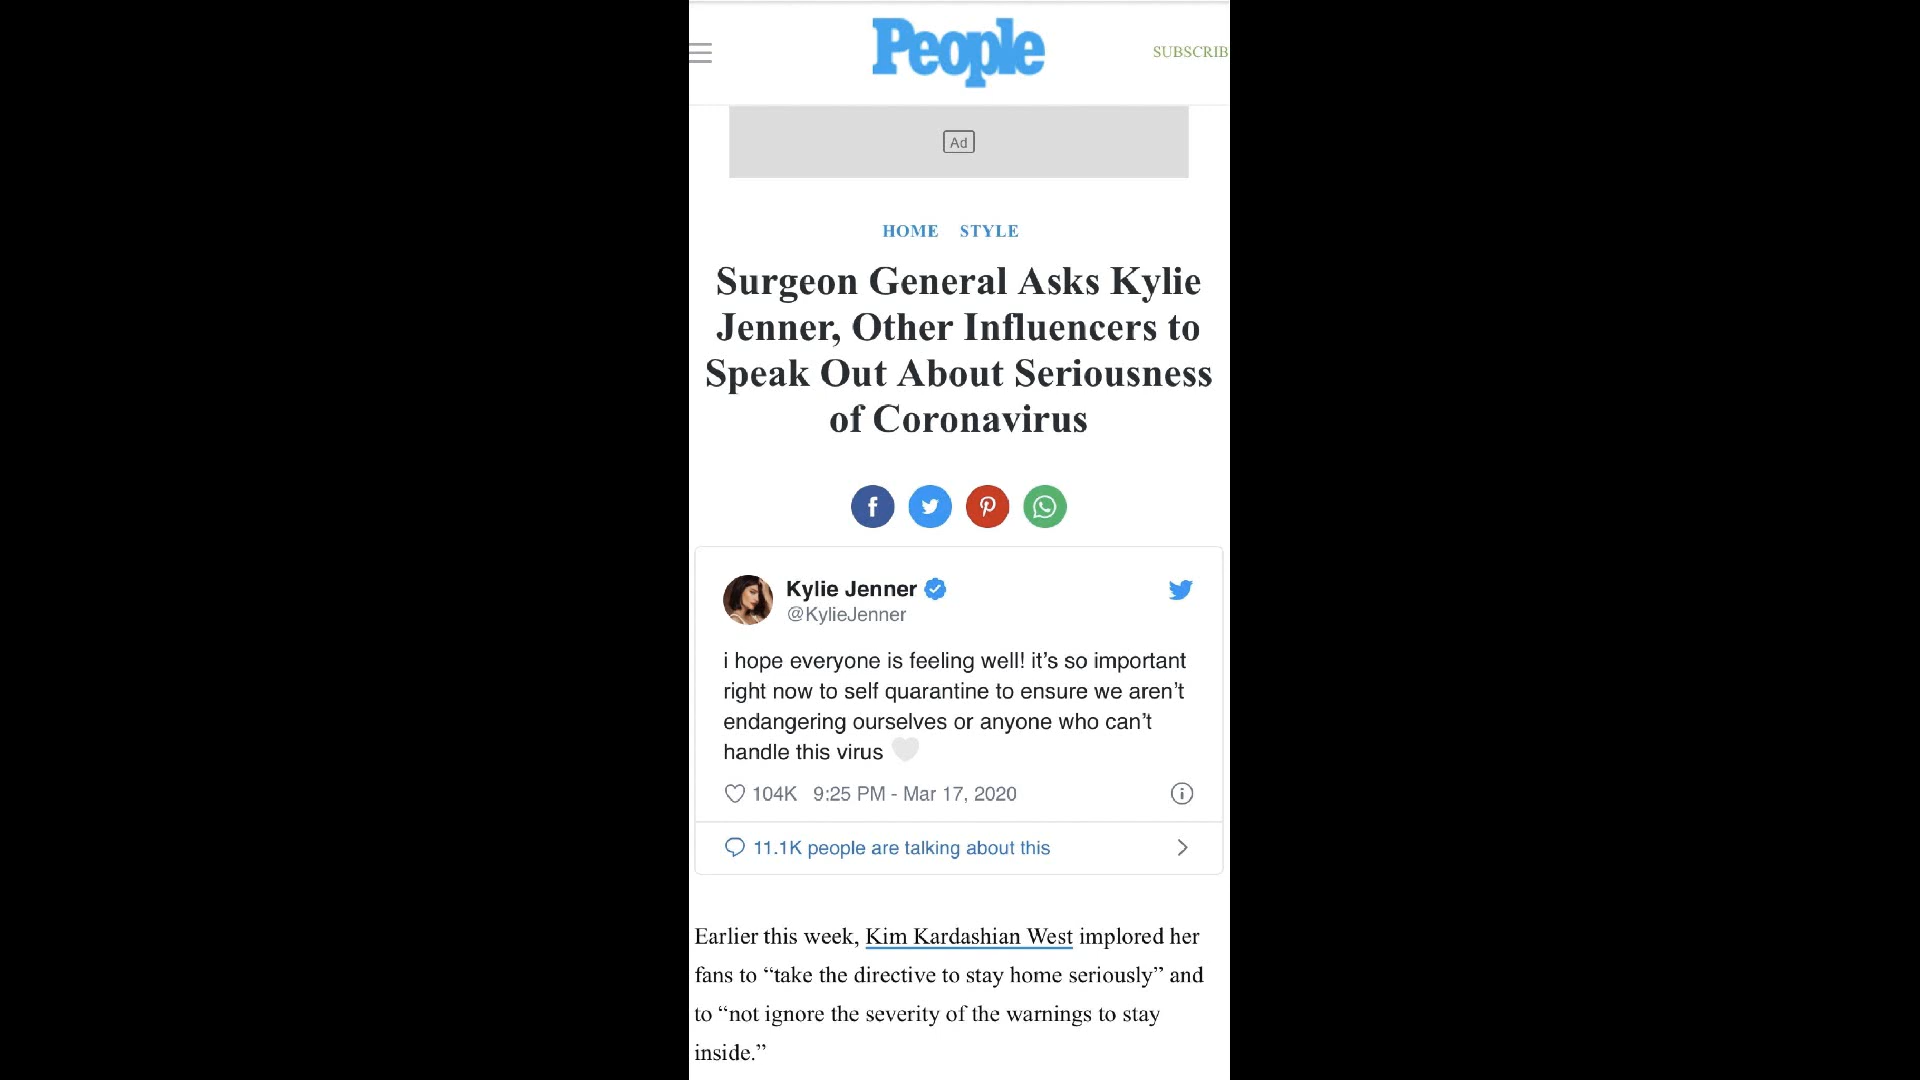 People
SUBSCRIB
Ad
HOME STYLE
Surgeon General Asks Kylie
Jenner, Other Influencers to
Speak Out About Seriousness
of Coronavirus
Kylie Jenner
@KylieJenner
i hope everyone is feeling well! it’s so important
right now to self quarantine to ensure we aren’t
endangering ourselves or anyone who can’t
handle this virus 🤍
104K 9:25 PM - Mar 17, 2020
11.1K people are talking about this
Earlier this week, Kim Kardashian West implored her
fans to “take the directive to stay home seriously” and
to “not ignore the severity of the warnings to stay
inside.”